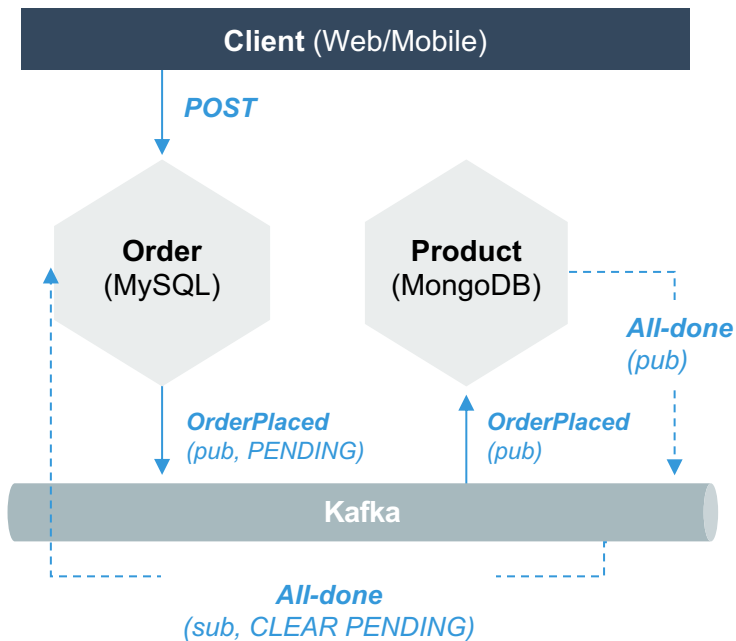 Client (Web/Mobile)
POST
Order
(MySQL)
Product
(MongoDB)
All-done
(pub)
OrderPlaced
(pub, PENDING)
OrderPlaced
(pub)
Kafka
All-done
(sub, CLEAR PENDING)